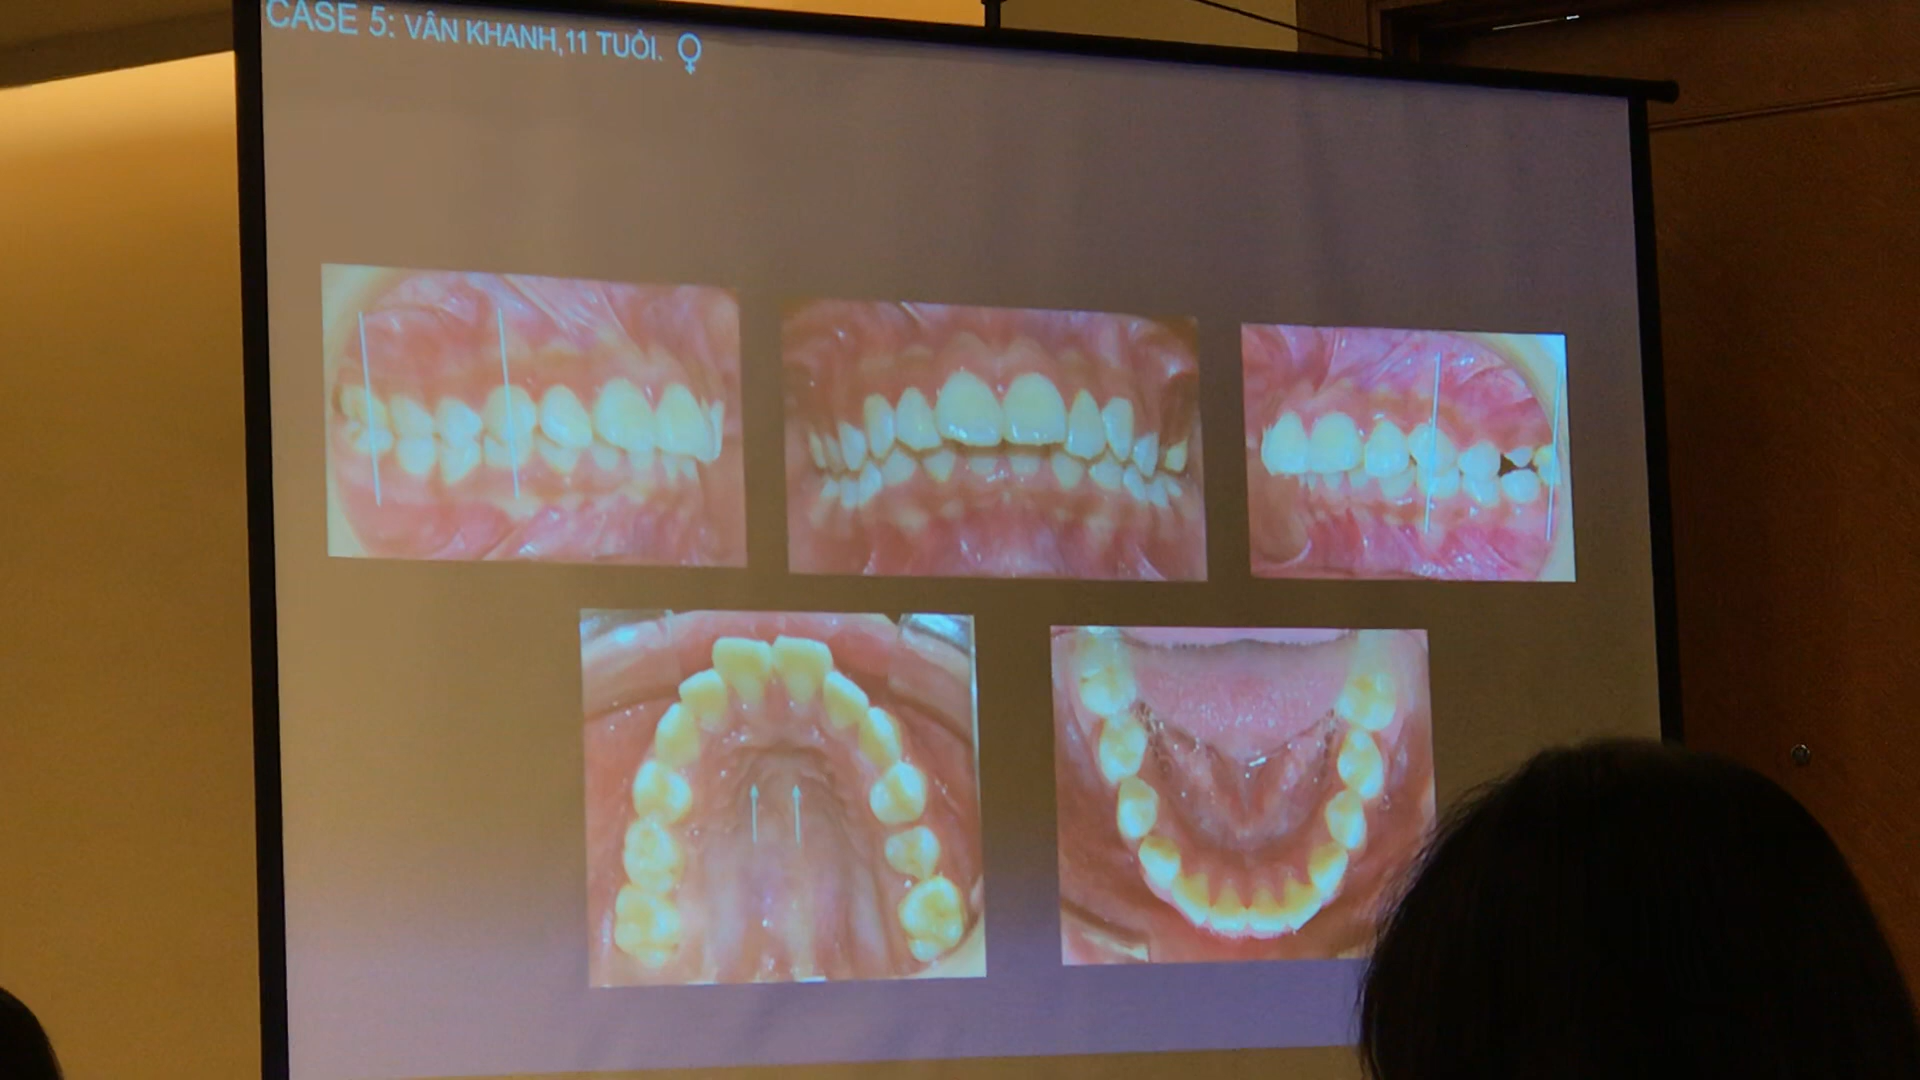 CASE 5: VÂN KHANH,11 TUỔI. ♀